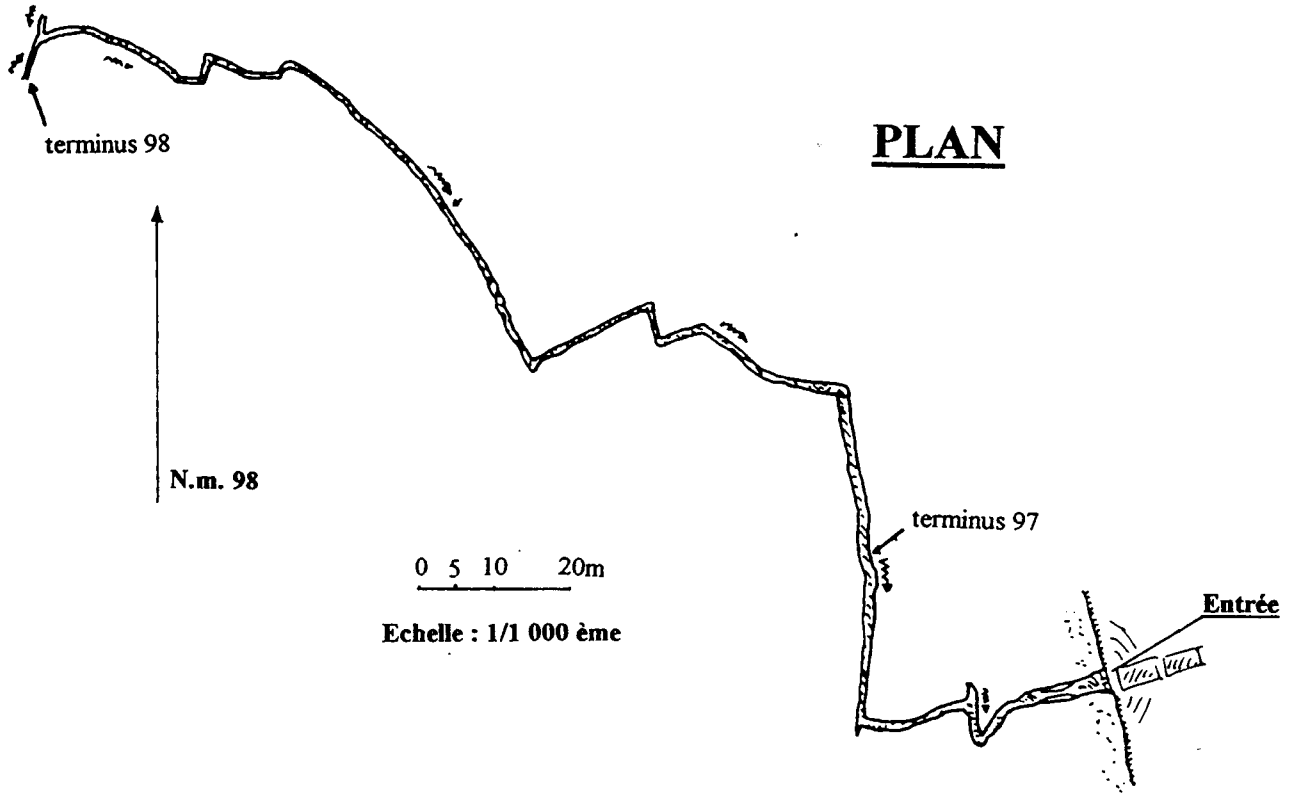 terminus 98
PLAN
N.m. 98
terminus 97
0 5 10 20m
Echelle : 1/1 000 ème
Entrée